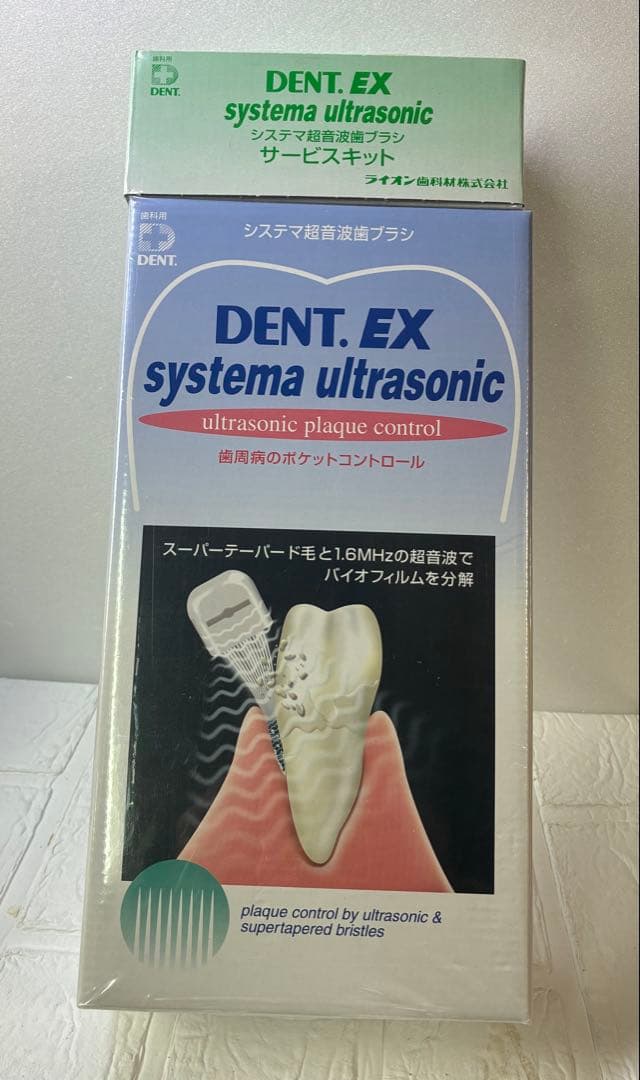 歯科用
DENT.
DENT. EX
systema ultrasonic
システマ超音波歯ブラシ
サービスキット
ライオン歯科材株式会社
歯科用
DENT.
システマ超音波歯ブラシ
DENT. EX
systema ultrasonic
ultrasonic plaque control
歯周病のポケットコントロール
スーパーテーパード毛と1.6MHzの超音波で
バイオフィルムを分解
plaque control by ultrasonic &
supertapered bristles